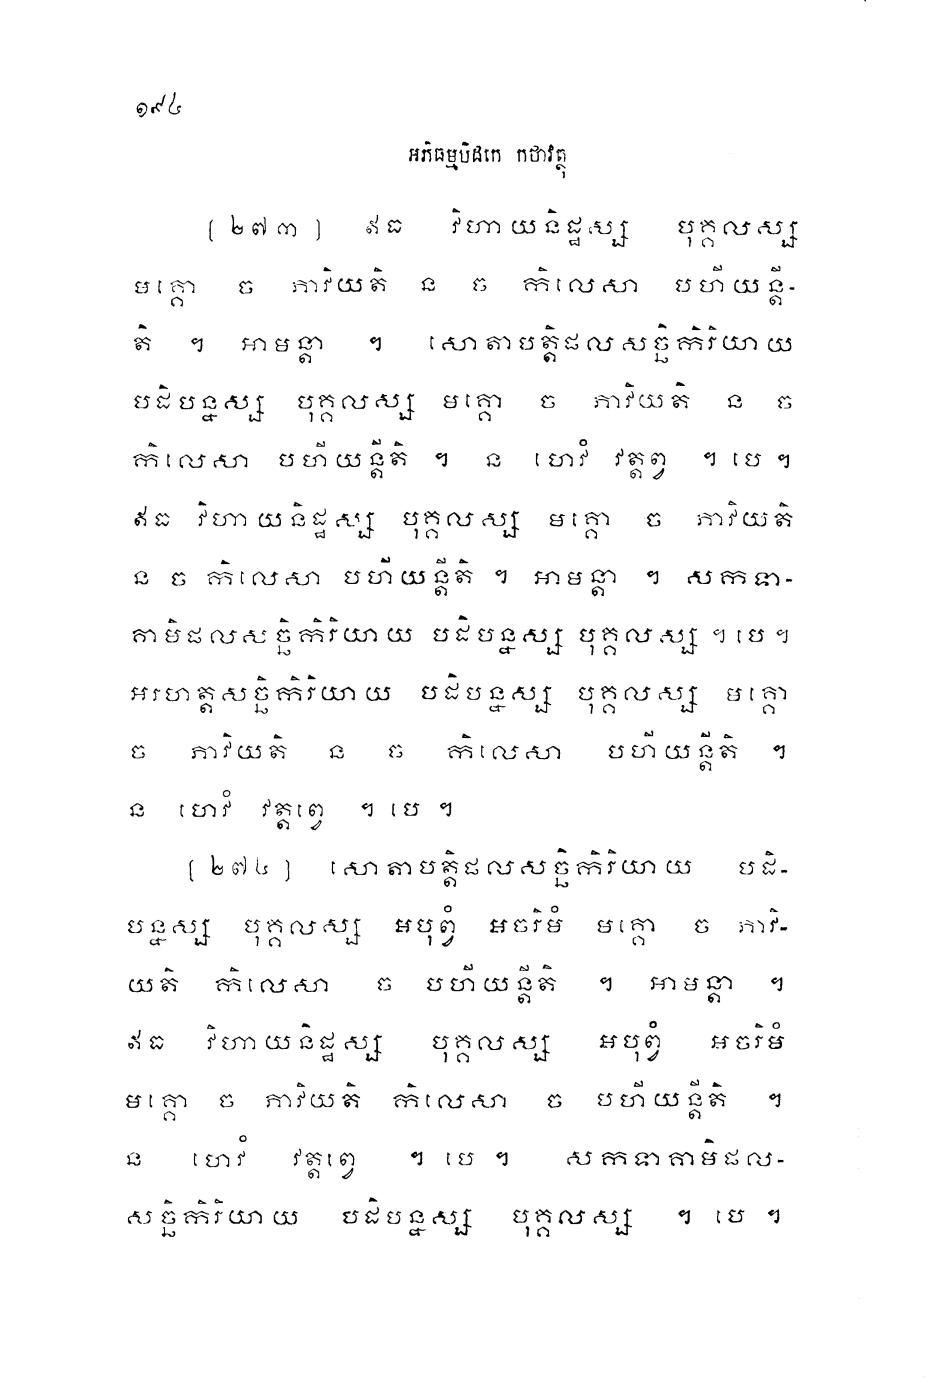 ១៩៤
អភិធម្មបិដកេ កថាវត្ថុ
[២៧៣] ឥធ វិហាយនិដ្ឋស្ស បុគ្គលស្ស
មគ្គោ ច ភាវិយតិ ន ច កិលេសា បហីយន្តី-
តិ ។ អាមន្តា ។ សោតាបត្តិផលសច្ឆិកិរិយាយ
បដិបន្នស្ស បុគ្គលស្ស មគ្គោ ច ភាវិយតិ ន ច
កិលេសា បហីយន្តីតិ ។ ន ហេវំ វត្តព្វ ។ បេ ។
ឥធ វិហាយនិដ្ឋស្ស បុគ្គលស្ស មគ្គោ ច ភាវិយតិ
ន ច កិលេសា បហីយន្តីតិ ។ អាមន្តា ។ សកទា-
គាមិផលសច្ឆិកិរិយាយ បដិបន្នស្ស បុគ្គលស្ស ។ បេ ។
អរហត្តសច្ឆិកិរិយាយ បដិបន្នស្ស បុគ្គលស្ស មគ្គោ
ច ភាវិយតិ ន ច កិលេសា បហីយន្តីតិ ។
ន ហេវំ វត្តព្វេ ។ បេ ។
[២៧៤] សោតាបត្តិផលសច្ឆិកិរិយាយ បដិ-
បន្នស្ស បុគ្គលស្ស អបុព្វំ អចរិមំ មគ្គោ ច ភាវិ-
យតិ កិលេសា ច បហីយន្តីតិ ។ អាមន្តា ។
ឥធ វិហាយនិដ្ឋស្ស បុគ្គលស្ស អបុព្វំ អចរិមំ
មគ្គោ ច ភាវិយតិ កិលេសា ច បហីយន្តីតិ ។
ន ហេវំ វត្តព្វេ ។ បេ ។ សកទាគាមិផល-
សច្ឆិកិរិយាយ បដិបន្នស្ស បុគ្គលស្ស ។ បេ ។